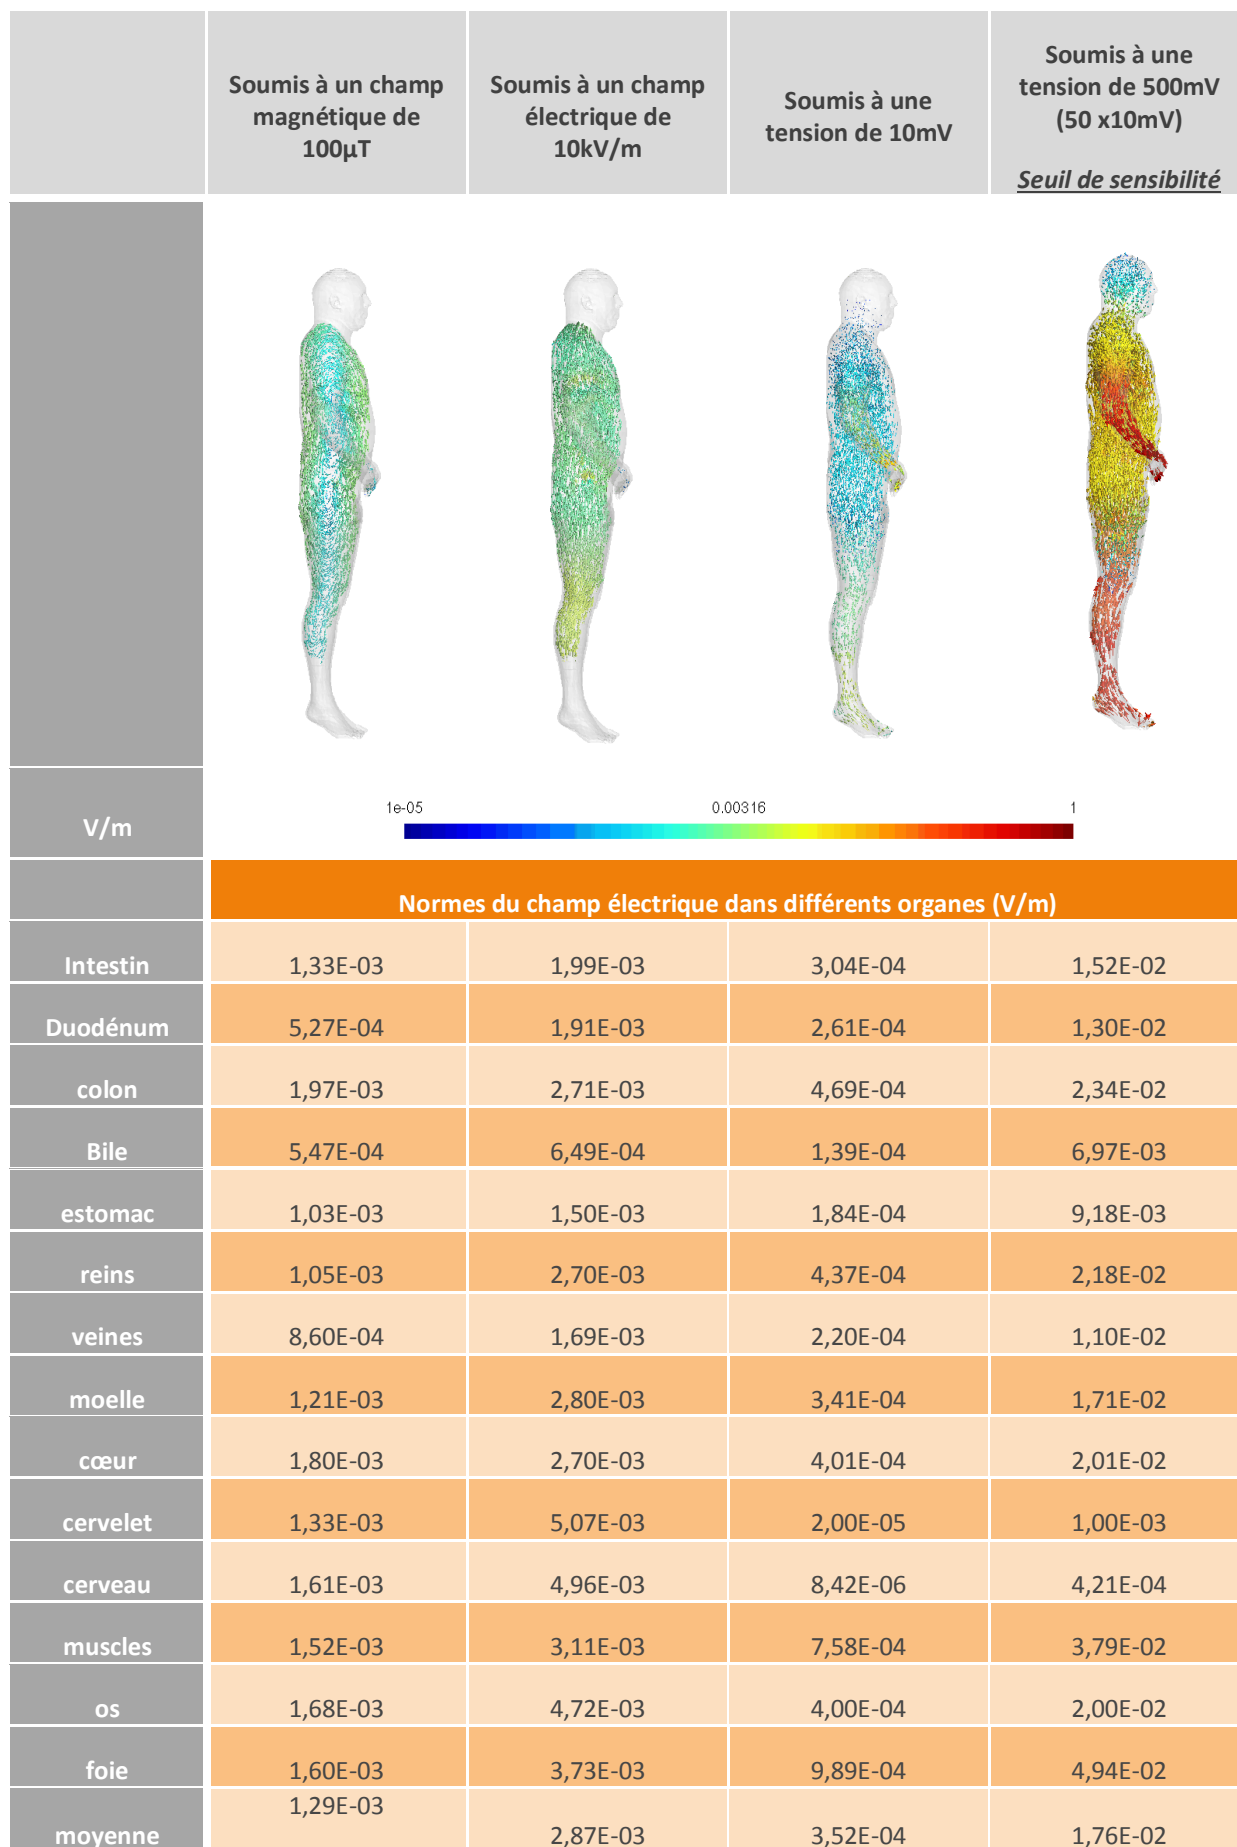 Soumis à un champ
magnétique de
100µT
Soumis à un champ
électrique de
10kV/m
Soumis à une
tension de 10mV
Soumis à une
tension de 500mV
(50 x10mV)
Seuil de sensibilité
V/m
1e-05 0.00316 1
Normes du champ électrique dans différents organes (V/m)
Intestin 1,33E-03 1,99E-03 3,04E-04 1,52E-02
Duodénum 5,27E-04 1,91E-03 2,61E-04 1,30E-02
colon 1,97E-03 2,71E-03 4,69E-04 2,34E-02
Bile 5,47E-04 6,49E-04 1,39E-04 6,97E-03
estomac 1,03E-03 1,50E-03 1,84E-04 9,18E-03
reins 1,05E-03 2,70E-03 4,37E-04 2,18E-02
veines 8,60E-04 1,69E-03 2,20E-04 1,10E-02
moelle 1,21E-03 2,80E-03 3,41E-04 1,71E-02
cœur 1,80E-03 2,70E-03 4,01E-04 2,01E-02
cervelet 1,33E-03 5,07E-03 2,00E-05 1,00E-03
cerveau 1,61E-03 4,96E-03 8,42E-06 4,21E-04
muscles 1,52E-03 3,11E-03 7,58E-04 3,79E-02
os 1,68E-03 4,72E-03 4,00E-04 2,00E-02
foie 1,60E-03 3,73E-03 9,89E-04 4,94E-02
moyenne 1,29E-03 2,87E-03 3,52E-04 1,76E-02